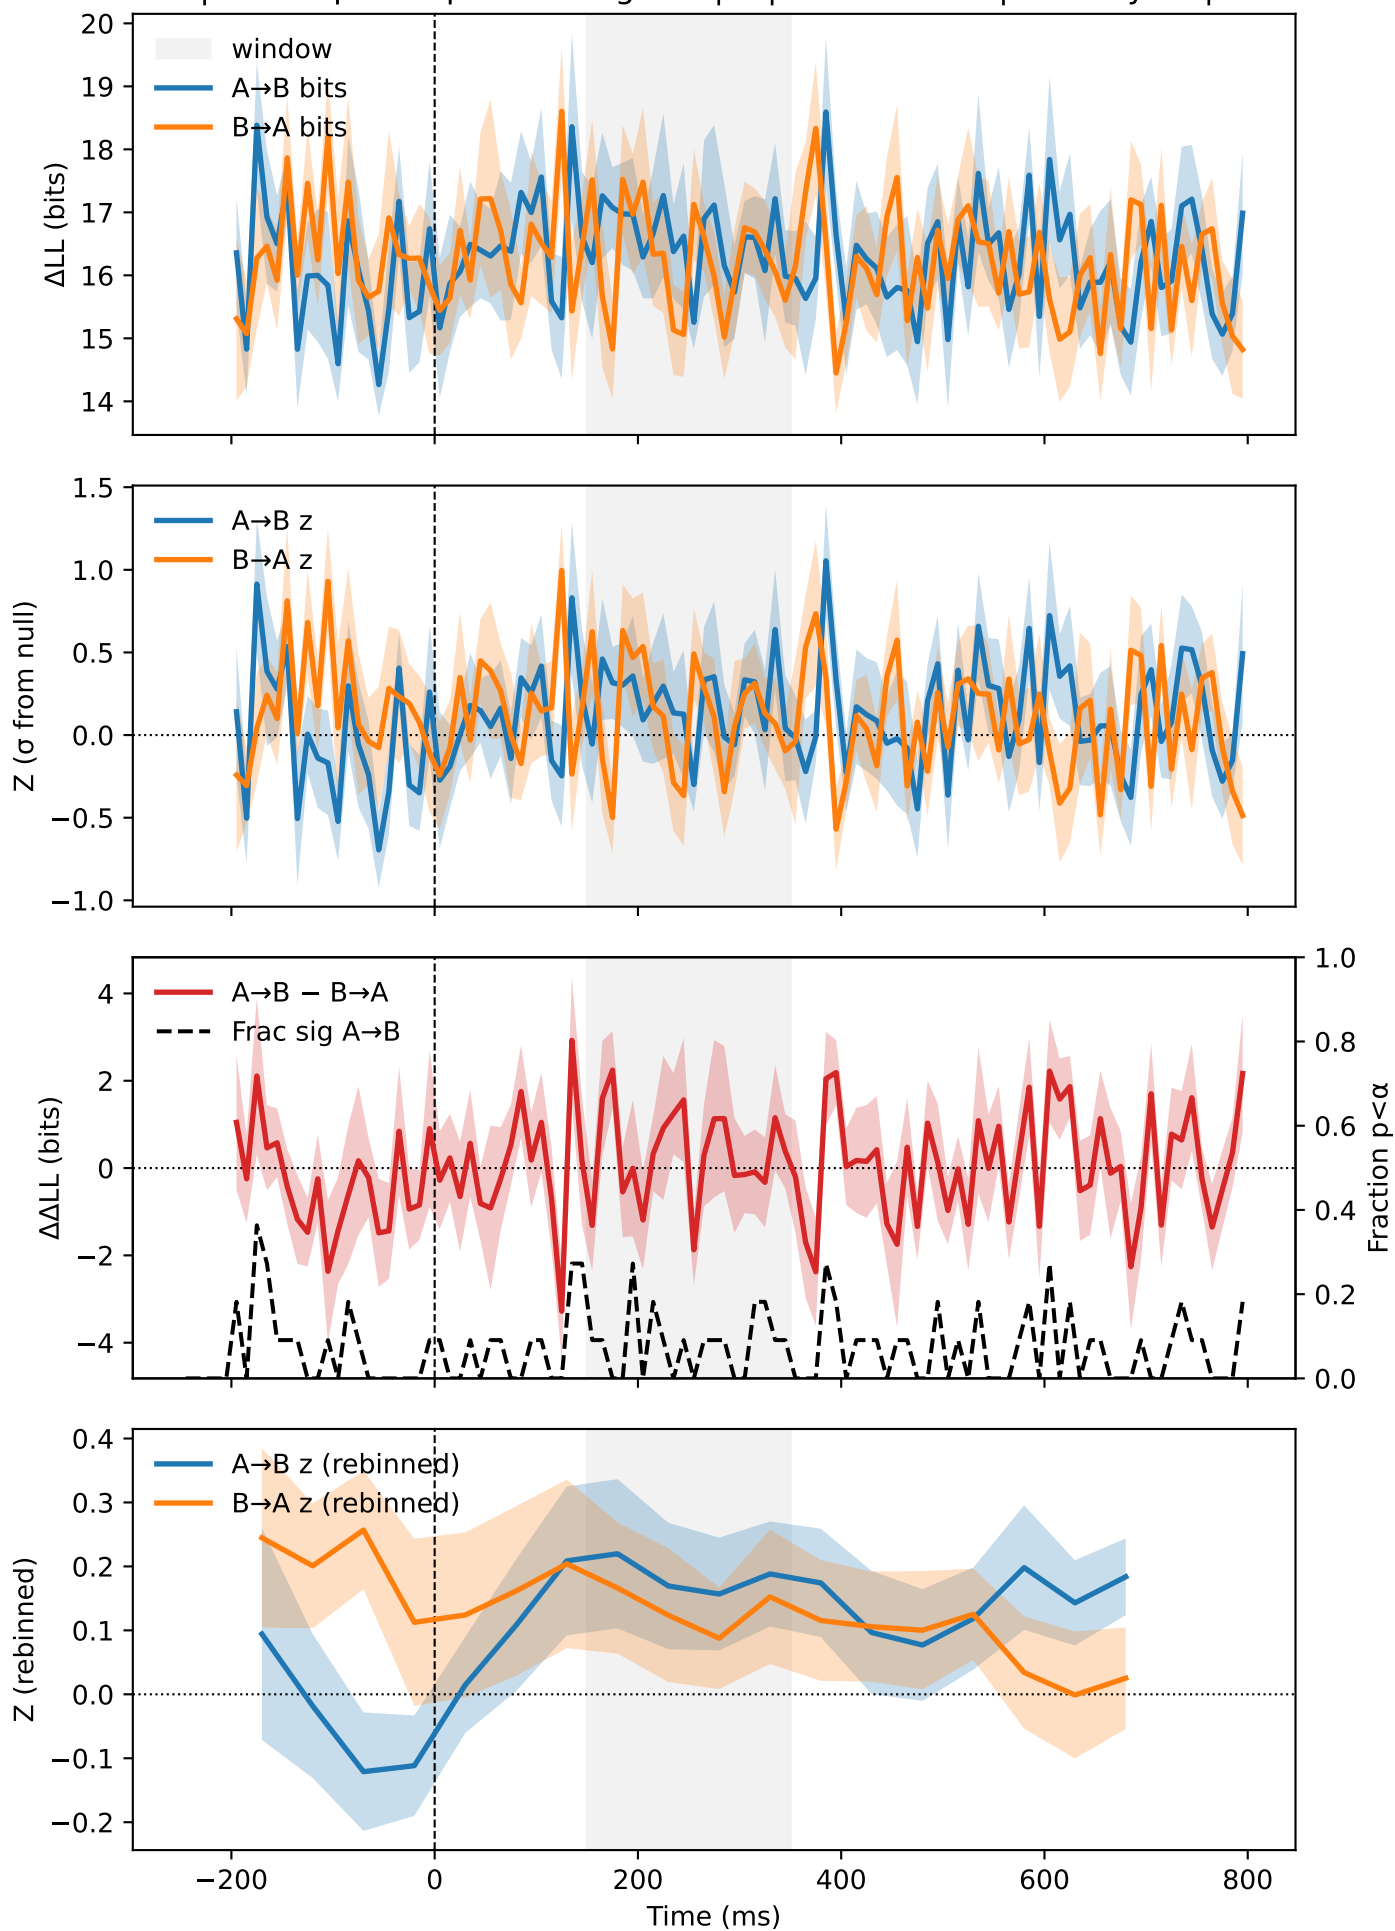 20
19
18
17
16
15
14
ΔLL (bits)
window
A→B bits
B→A bits
1.5
1.0
0.5
0.0
−0.5
−1.0
Z (σ from null)
A→B z
B→A z
4
2
0
−2
−4
ΔΔLL (bits)
A→B − B→A
Frac sig A→B
1.0
0.8
0.6
0.4
0.2
0.0
Fraction p<α
0.4
0.3
0.2
0.1
0.0
−0.1
−0.2
Z (rebinned)
A→B z (rebinned)
B→A z (rebinned)
−200
0
200
400
600
800
Time (ms)